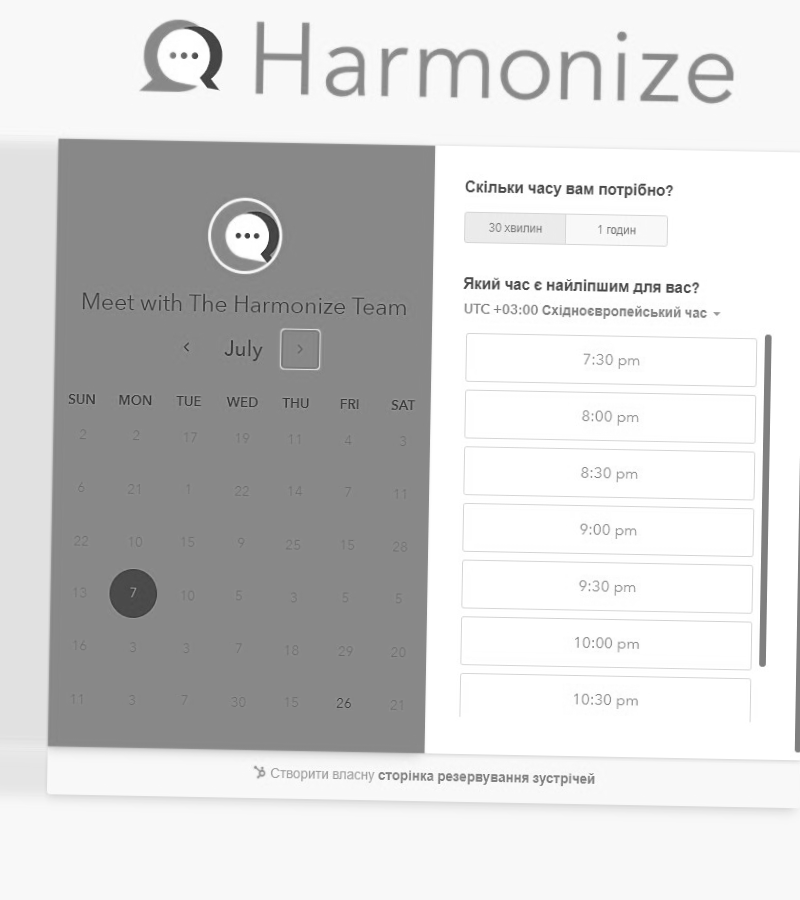 Harmonize
Meet with The Harmonize Team
July
SUN MON TUE WED THU FRI SAT
2 2 17 19 11 4 3
6 21 1 22 14 7 11
22 10 15 9 25 15 28
13 7 10 5 3 5 5
16 3 3 7 18 29 20
11 3 7 30 15 26 21
Скільки часу вам потрібно?
30 хвилин 1 годин
Який час є найліпшим для вас?
UTC +03:00 Східноєвропейський час
7:30 pm
8:00 pm
8:30 pm
9:00 pm
9:30 pm
10:00 pm
10:30 pm
Створити власну сторінка резервування зустрічей